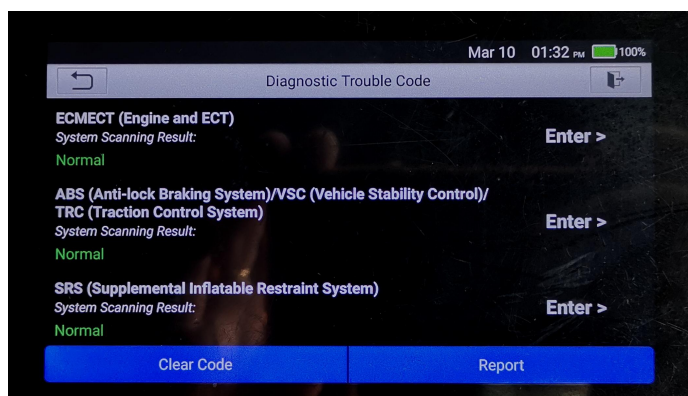 Mar 10 01:32 PM 100%
Diagnostic Trouble Code
ECMECT (Engine and ECT)
System Scanning Result:
Enter >
Normal
ABS (Anti-lock Braking System)/VSC (Vehicle Stability Control)/
TRC (Traction Control System)
Enter >
System Scanning Result:
Normal
SRS (Supplemental Inflatable Restraint System)
System Scanning Result:
Enter >
Normal
Clear Code Report